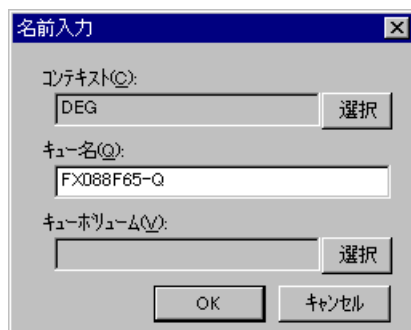 名前入力
コンテキスト(C):
DEG
選択
キュー名(Q):
FX088F65-Q
キューボリューム(V):
選択
OK
キャンセル